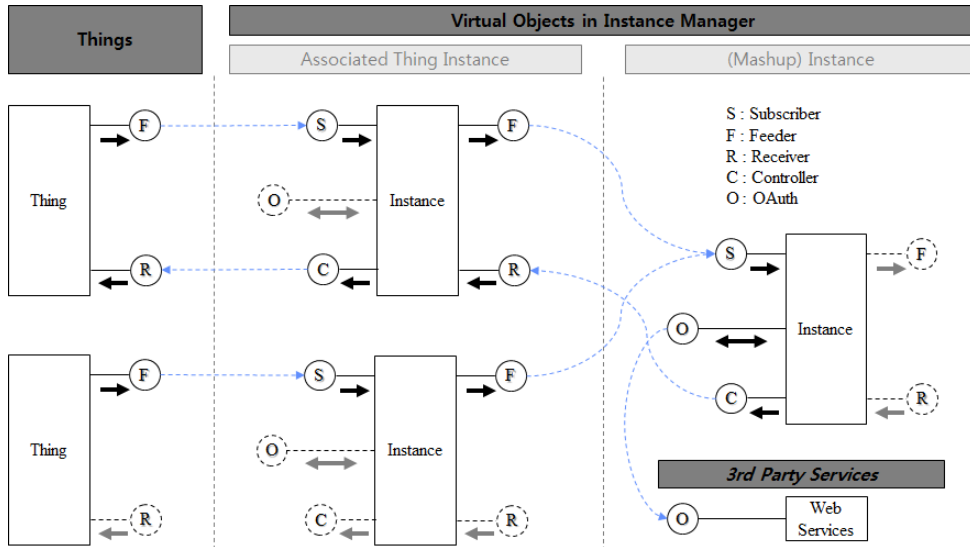 Things
Virtual Objects in Instance Manager
Associated Thing Instance
(Mashup) Instance
S : Subscriber
F : Feeder
R : Receiver
C : Controller
O : OAuth
F
S
F
Thing
O
Instance
R
C
R
S
F
O
Instance
C
R
F
S
F
Thing
O
Instance
R
C
R
3rd Party Services
O
Web
Services